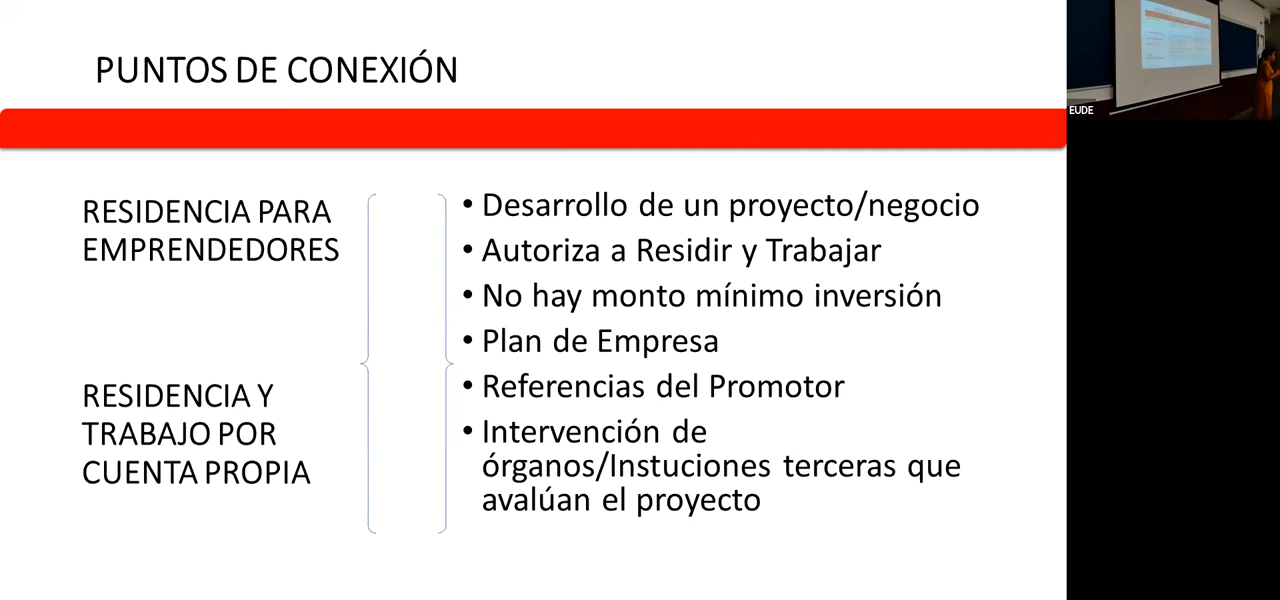 PUNTOS DE CONEXIÓN
EUDE
RESIDENCIA PARA
EMPRENDEDORES
RESIDENCIA Y
TRABAJO POR
CUENTA PROPIA
• Desarrollo de un proyecto/negocio
• Autoriza a Residir y Trabajar
• No hay monto mínimo inversión
• Plan de Empresa
• Referencias del Promotor
• Intervención de
órganos/Instuciones terceras que
avalúan el proyecto